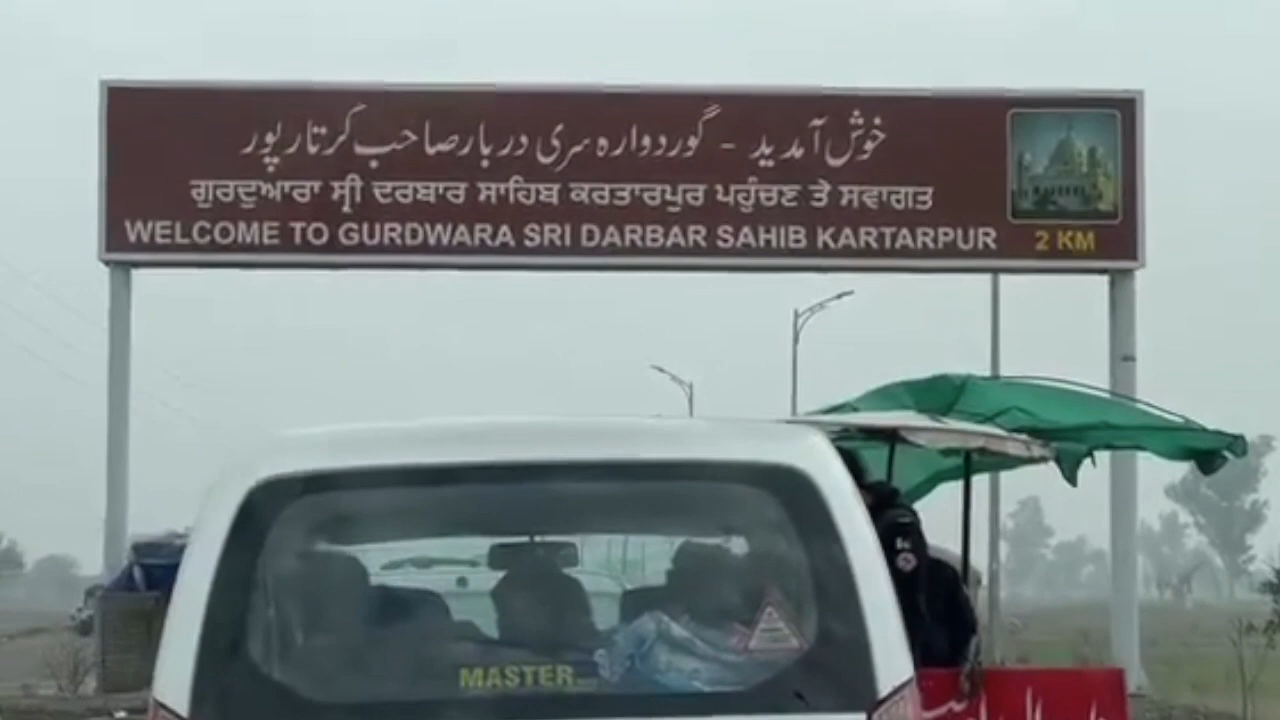 خوش آمدید - گوردوارہ سری دربار صاحب کرتارپور
ਗੁਰਦੁਆਰਾ ਸ੍ਰੀ ਦਰਬਾਰ ਸਾਹਿਬ ਕਰਤਾਰਪੁਰ ਪਹੁੰਚਣ ਤੇ ਸਵਾਗਤ
WELCOME TO GURDWARA SRI DARBAR SAHIB KARTARPUR 2 KM
MASTER